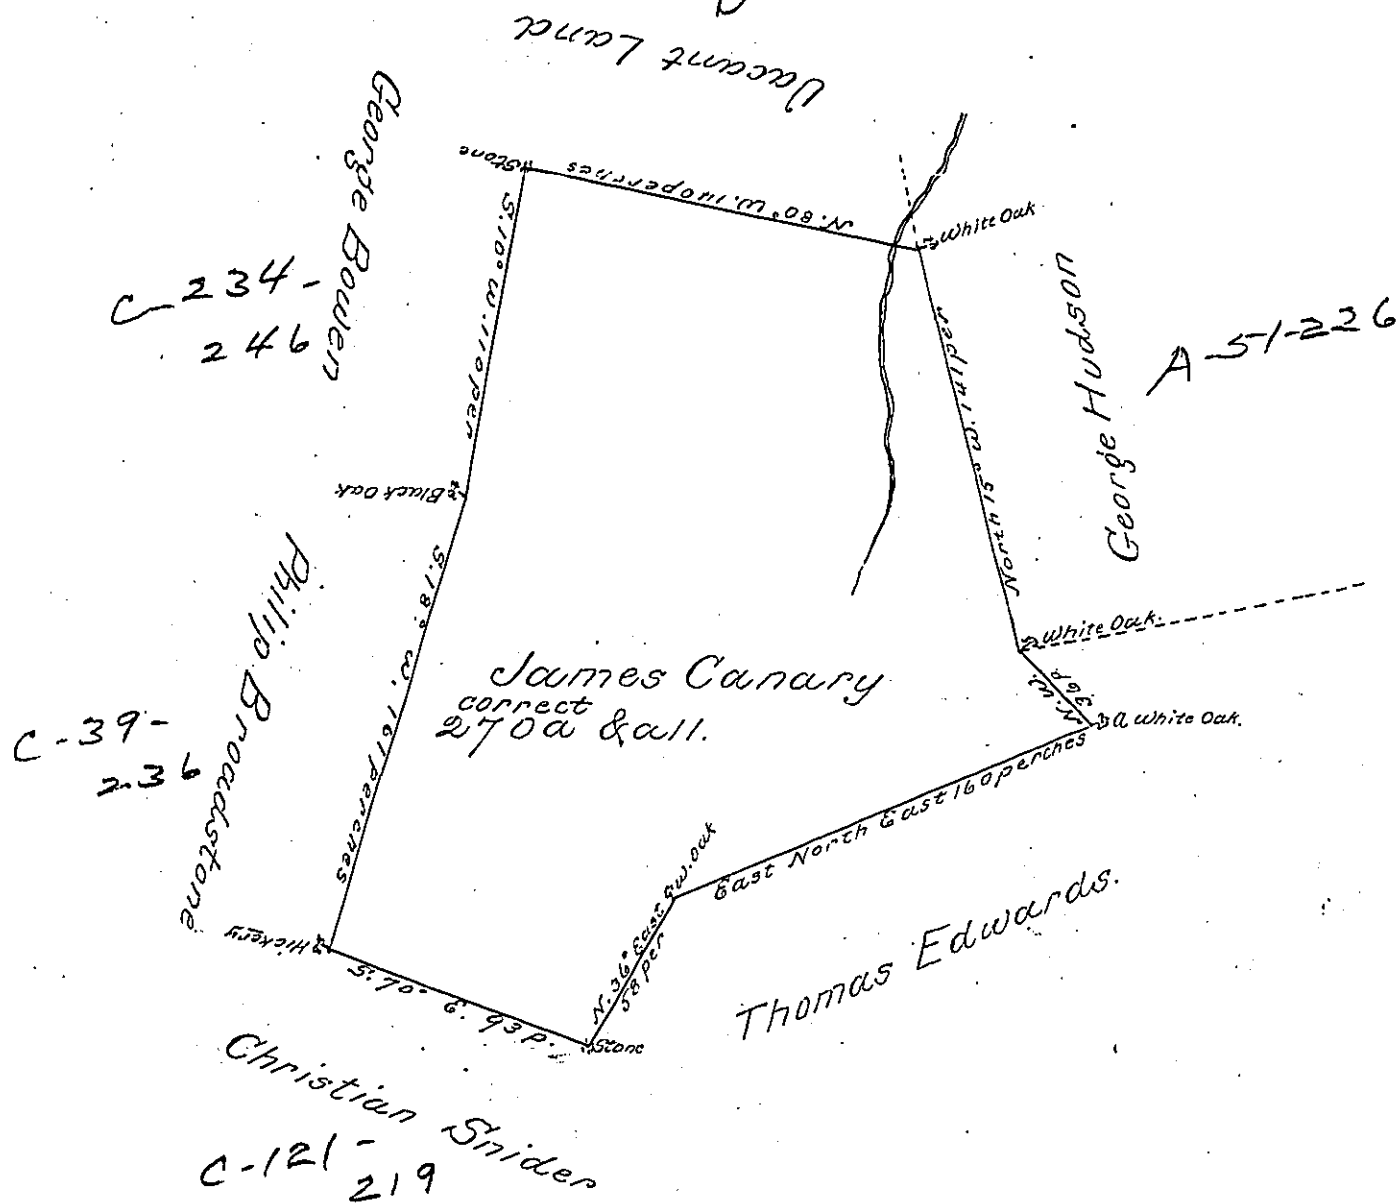 Vacant Land
George Bowen
C-234-
246
Stone
N. 80° W. 140 perches
White Oak
S. 10° W. 110 per
North 15° W. 141 per
George Hudson
A-51-226
Black Oak
Philip Broadstone
C-39-
236
S. 18° W. 161 perches
James Canary
correct
270a & all.
White Oak.
N. W.
36 P
a White Oak.
East North East 160 perches
W. Oak
N. 36° East
58 per
Thomas Edwards.
Hickery
S. 70° E. 93 P.
Stone
Christian Snider
C-121-
219